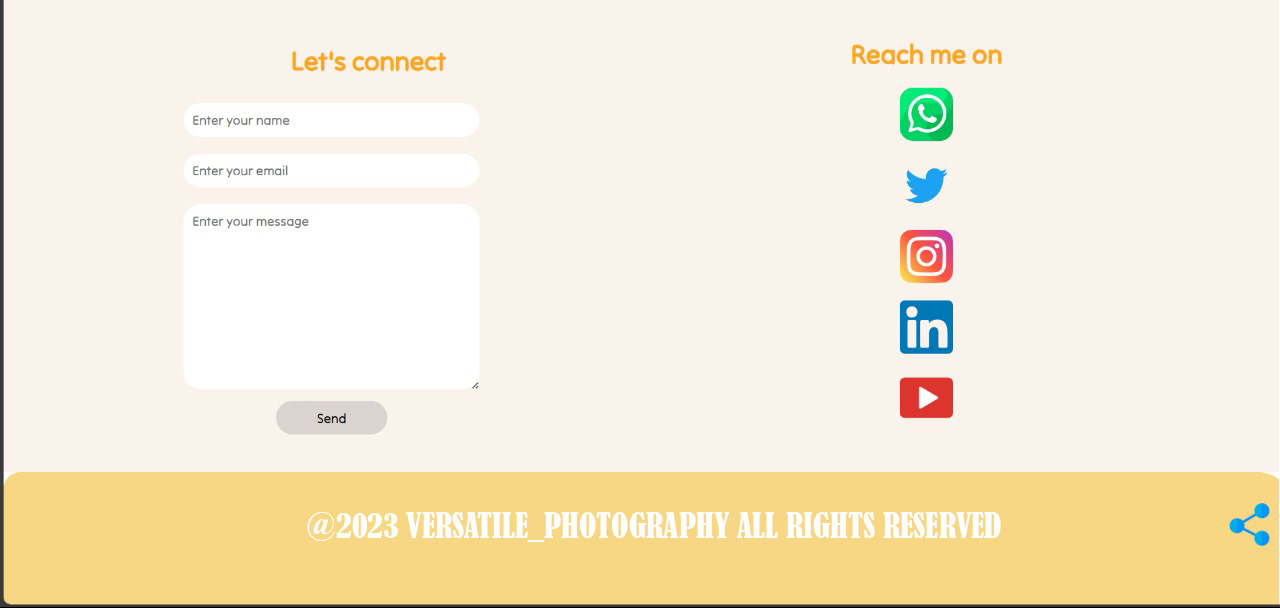 Let's connect
Enter your name
Enter your email
Enter your message
Send
Reach me on
in
@2023 VERSATILE_PHOTOGRAPHY ALL RIGHTS RESERVED